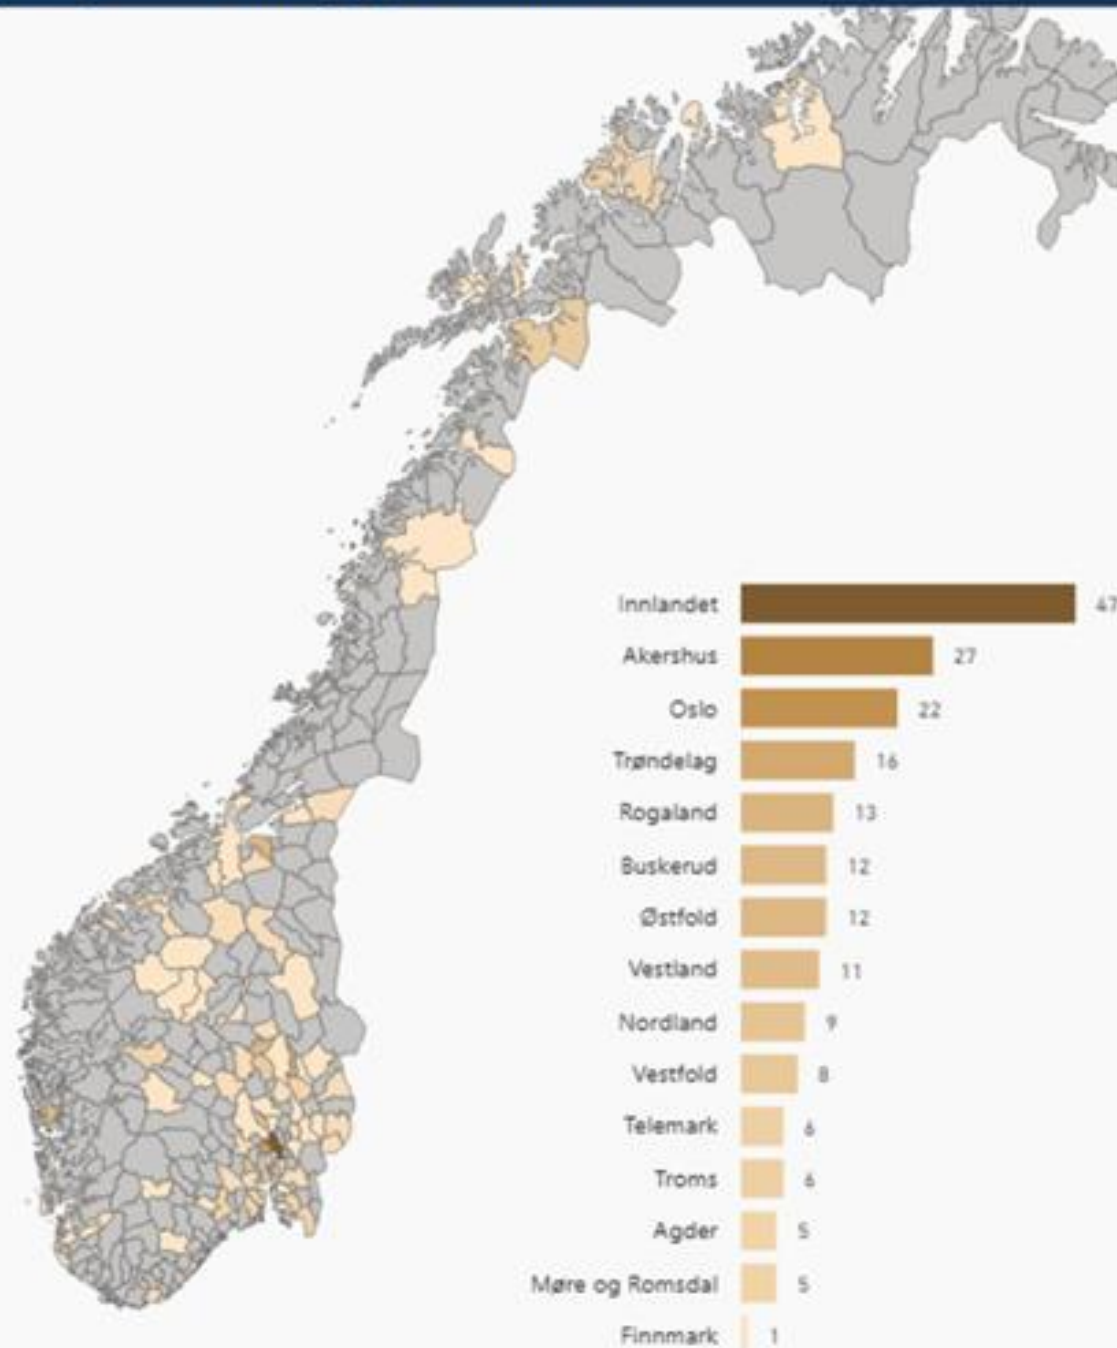 Innlandet 47
Akershus 27
Oslo 22
Trøndelag 16
Rogaland 13
Buskerud 12
Østfold 12
Vestland 11
Nordland 9
Vestfold 8
Telemark 6
Troms 6
Agder 5
Møre og Romsdal 5
Finnmark 1